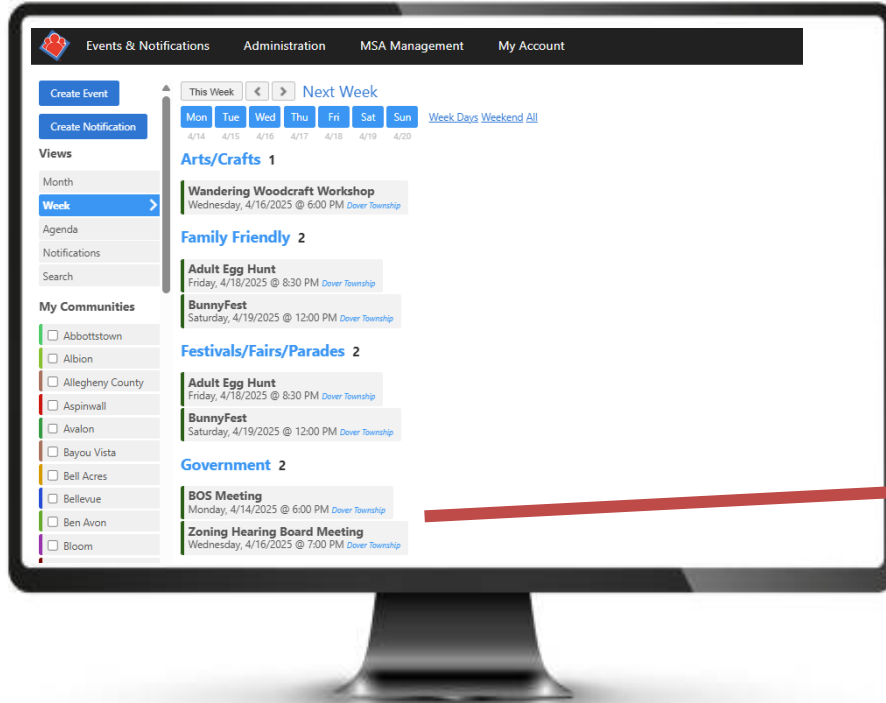 Events & Notifications Administration MSA Management My Account
Create Event
Create Notification
Views
Month
Week
Agenda
Notifications
Search
My Communities
Abbottstown
Albion
Allegheny County
Aspinwall
Avalon
Bayou Vista
Bell Acres
Bellevue
Ben Avon
Bloom
This Week < > Next Week
Mon Tue Wed Thu Fri Sat Sun Week Days Weekend All
4/14 4/15 4/16 4/17 4/18 4/19 4/20
Arts/Crafts 1
Wandering Woodcraft Workshop
Wednesday, 4/16/2025 @ 6:00 PM Dover Township
Family Friendly 2
Adult Egg Hunt
Friday, 4/18/2025 @ 8:30 PM Dover Township
BunnyFest
Saturday, 4/19/2025 @ 12:00 PM Dover Township
Festivals/Fairs/Parades 2
Adult Egg Hunt
Friday, 4/18/2025 @ 8:30 PM Dover Township
BunnyFest
Saturday, 4/19/2025 @ 12:00 PM Dover Township
Government 2
BOS Meeting
Monday, 4/14/2025 @ 6:00 PM Dover Township
Zoning Hearing Board Meeting
Wednesday, 4/16/2025 @ 7:00 PM Dover Township